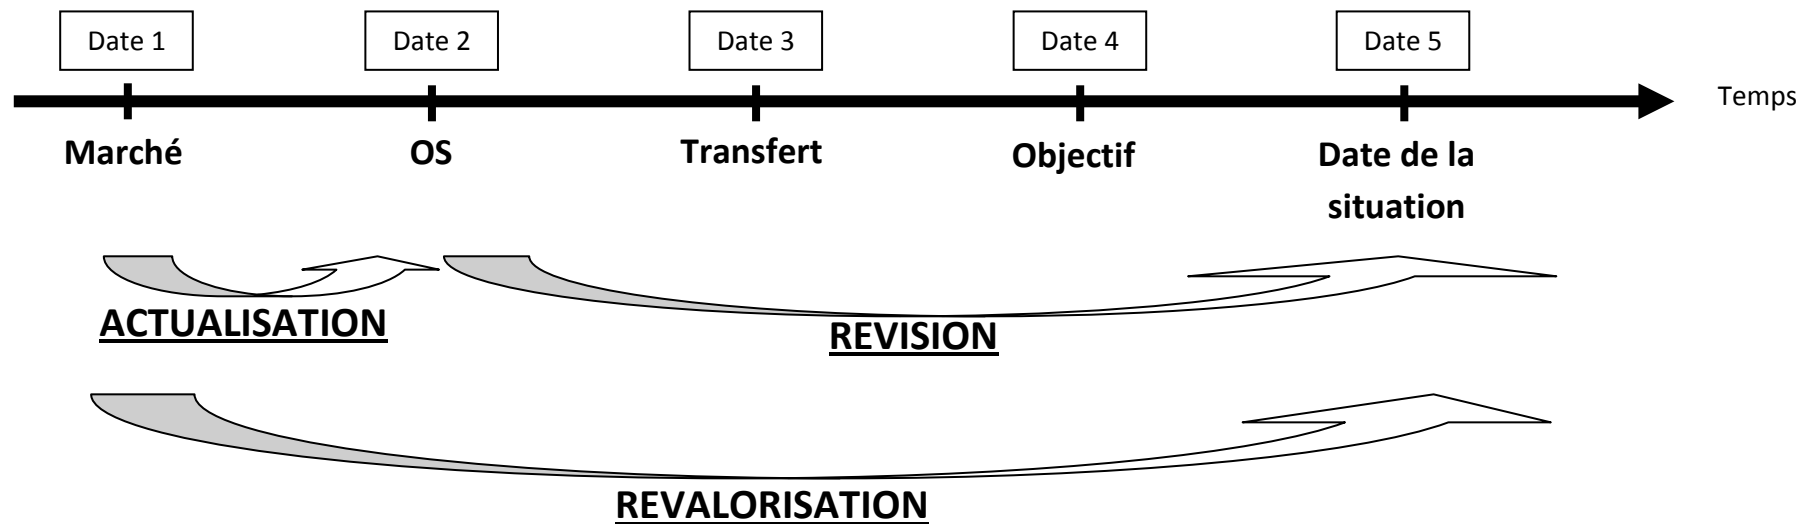 Date 1
Date 2
Date 3
Date 4
Date 5
Temps
Marché
OS
Transfert
Objectif
Date de la
situation
ACTUALISATION
REVISION
REVALORISATION